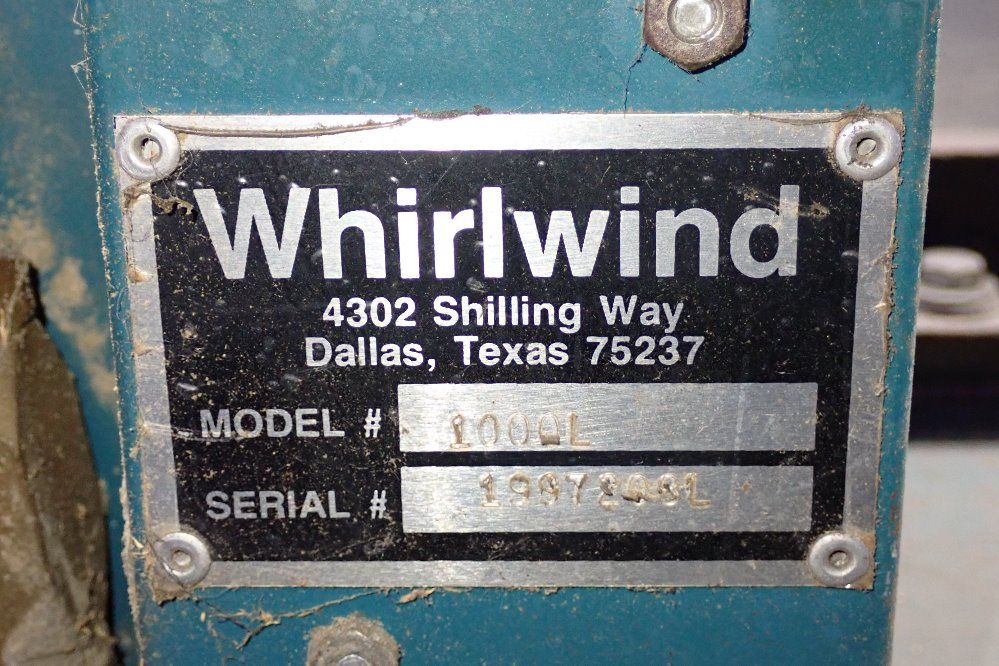 Whirlwind
4302 Shilling Way
Dallas, Texas 75237
MODEL # 1000L
SERIAL #